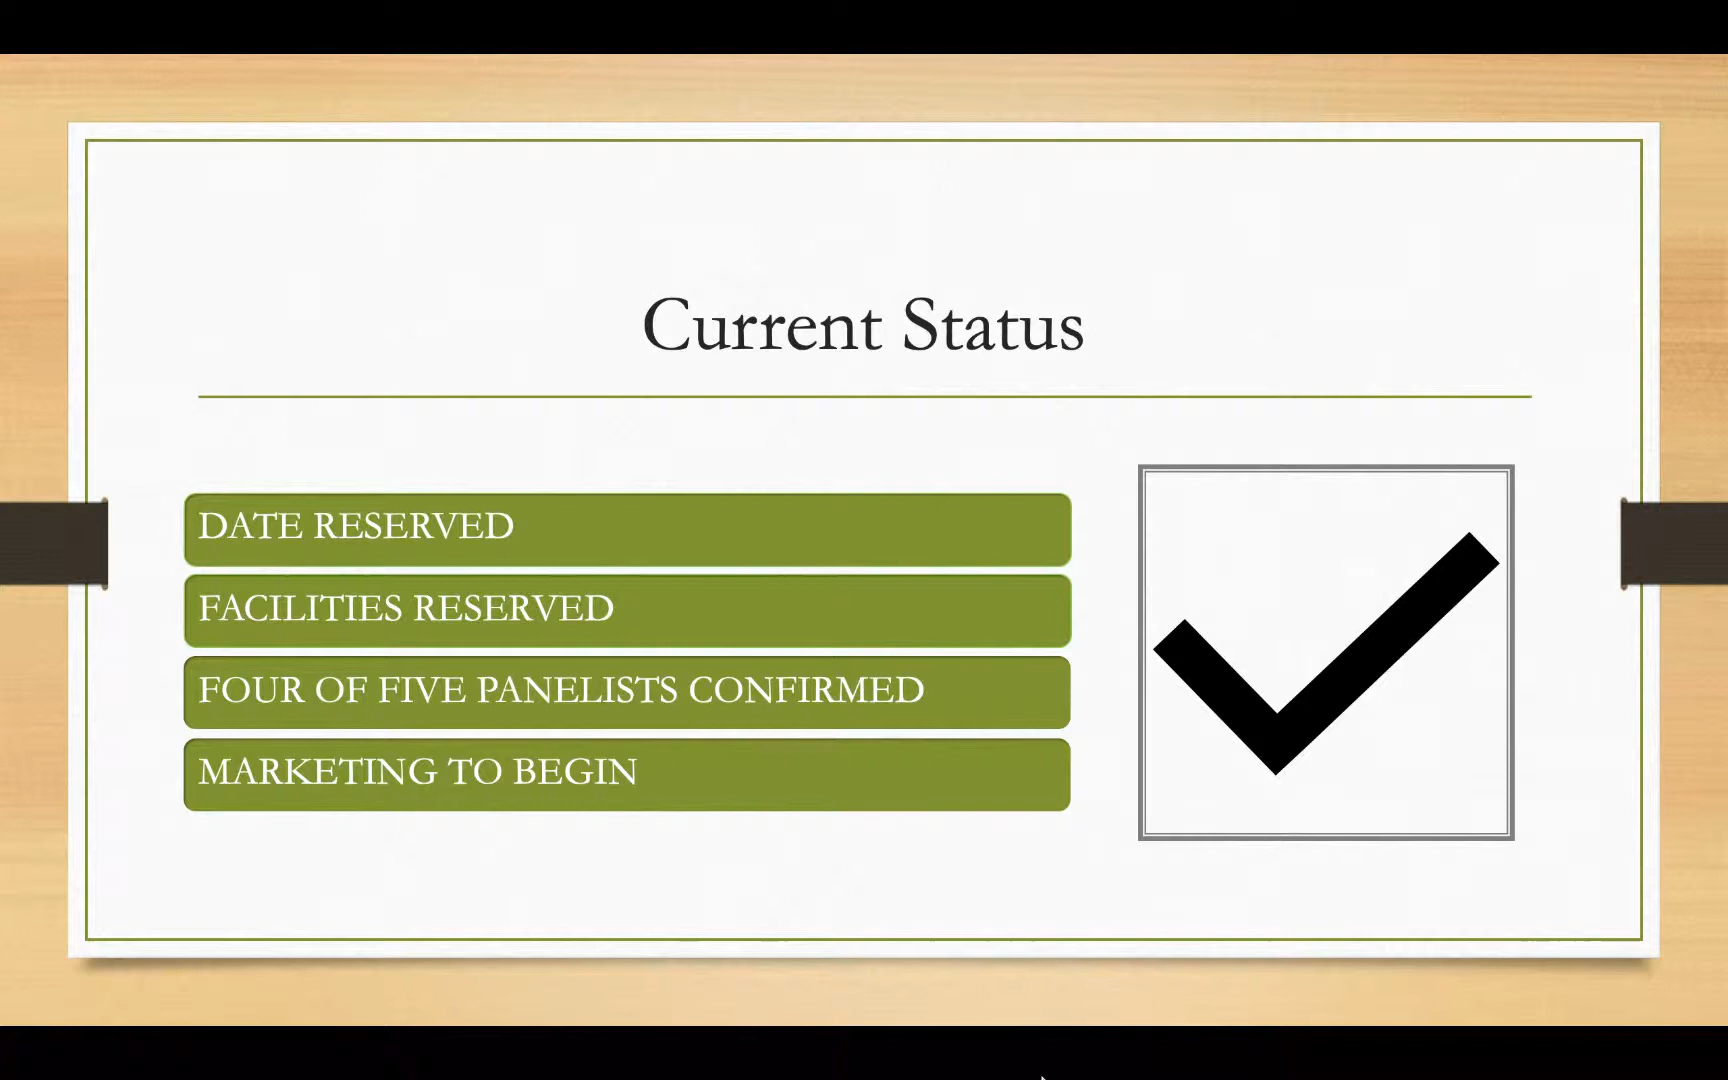 Current Status
DATE RESERVED
FACILITIES RESERVED
FOUR OF FIVE PANELISTS CONFIRMED
MARKETING TO BEGIN